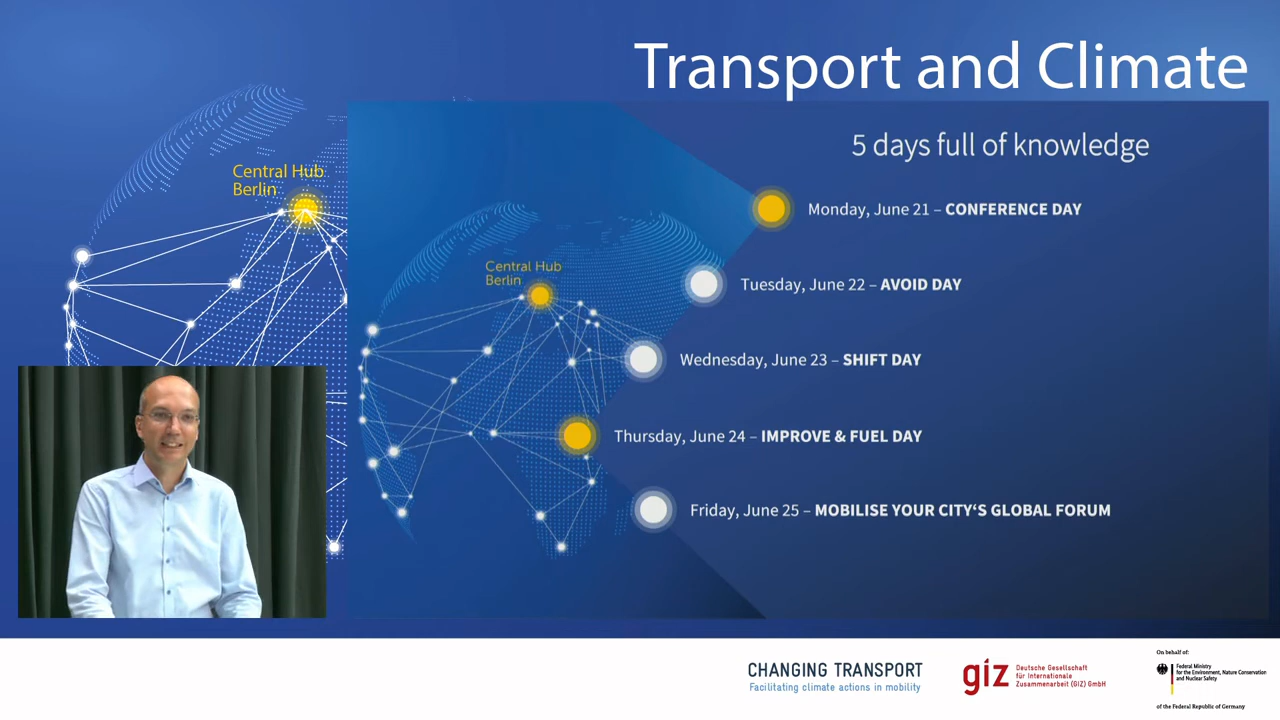 Transport and Climate
Central Hub
Berlin
5 days full of knowledge
Monday, June 21 – CONFERENCE DAY
Tuesday, June 22 – AVOID DAY
Central Hub
Berlin
Wednesday, June 23 – SHIFT DAY
Thursday, June 24 – IMPROVE & FUEL DAY
Friday, June 25 – MOBILISE YOUR CITY‘S GLOBAL FORUM
CHANGING TRANSPORT
Facilitating climate actions in mobility
giz
Deutsche Gesellschaft
für Internationale
Zusammenarbeit (GIZ) GmbH
On behalf of:
Federal Ministry
for the Environment, Nature Conservation
and Nuclear Safety
of the Federal Republic of Germany